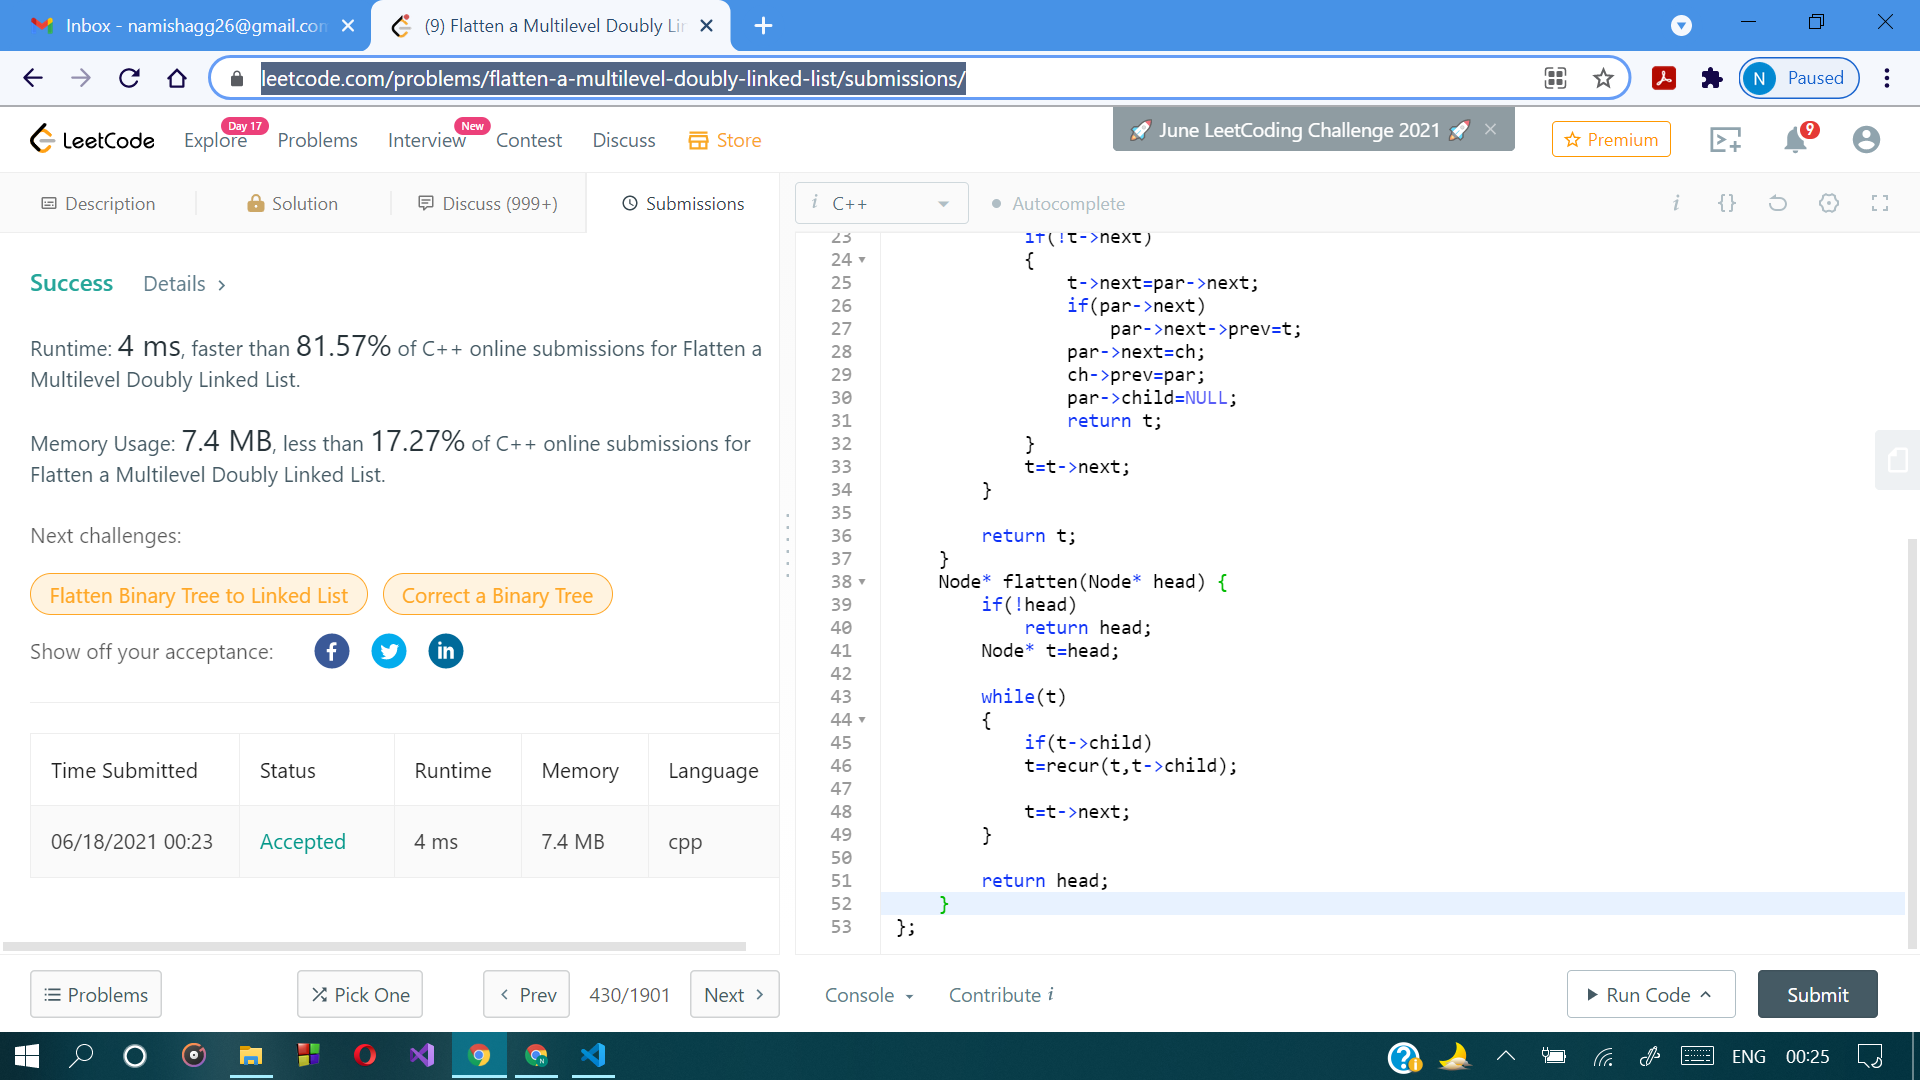 Inbox - namishagg26@gmail.con
(9) Flatten a Multilevel Doubly Lir
leetcode.com/problems/flatten-a-multilevel-doubly-linked-list/submissions/
N Paused
LeetCode
Explore Day 17
Problems
Interview New
Contest
Discuss
Store
🚀 June LeetCoding Challenge 2021 🚀 ×
Premium
9
Description
Solution
Discuss (999+)
Submissions
i C++
Autocomplete
i {}
Success Details >
Runtime: 4 ms, faster than 81.57% of C++ online submissions for Flatten a
Multilevel Doubly Linked List.
Memory Usage: 7.4 MB, less than 17.27% of C++ online submissions for
Flatten a Multilevel Doubly Linked List.
Next challenges:
Flatten Binary Tree to Linked List
Correct a Binary Tree
Show off your acceptance:
Time Submitted Status Runtime Memory Language
06/18/2021 00:23 Accepted 4 ms 7.4 MB cpp
23 if(!t->next)
24 {
25 t->next=par->next;
26 if(par->next)
27 par->next->prev=t;
28 par->next=ch;
29 ch->prev=par;
30 par->child=NULL;
31 return t;
32 }
33 t=t->next;
34 }
35
36 return t;
37 }
38 Node* flatten(Node* head) {
39 if(!head)
40 return head;
41 Node* t=head;
42
43 while(t)
44 {
45 if(t->child)
46 t=recur(t,t->child);
47
48 t=t->next;
49 }
50
51 return head;
52 }
53 };
Problems
Pick One
< Prev
430/1901
Next >
Console
Contribute i
Run Code
Submit
ENG 00:25